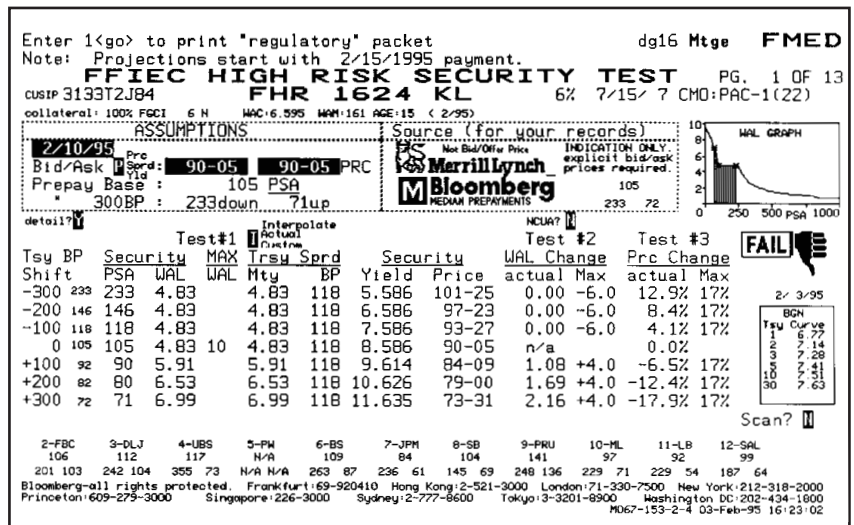 Enter 1<go> to print "regulatory" packet dg16 Mtge FMED
Note: Projections start with 2/15/1995 payment.
FFIEC HIGH RISK SECURITY TEST PG. 1 OF 13
CUSIP 3133T2J84 FHR 1624 KL 6% 7/15/ 7 CMO:PAC-1(22)
collateral: 100% FGCI 6 N WAC:6.595 WAM:161 AGE:15 ( 2/95)
ASSUMPTIONS Source (for your records) WAL GRAPH
2/10/95 Not Bid/Offer Price INDICATION ONLY.
Bid/Ask P Prc Sprd: Yld 90-05 90-05 PRC Merrill Lynch explicit bid/ask prices required.
Prepay Base : 105 PSA Bloomberg 105
" 300BP : 233down 71up MEDIAN PREPAYMENTS 233 72
10 8 6 4 2 0 250 500 PSA 1000
detail? Y Interpolate NCUA? N
Test#1 I Actual Custom Test #2 Test #3 FAIL
Tsy BP Security MAX Trsy Sprd Security WAL Change Prc Change
Shift PSA WAL WAL Mty BP Yield Price actual Max actual Max
-300 233 233 4.83 4.83 118 5.586 101-25 0.00 -6.0 12.9% 17% 2/ 3/95
-200 146 146 4.83 4.83 118 6.586 97-23 0.00 -6.0 8.4% 17%
-100 118 118 4.83 4.83 118 7.586 93-27 0.00 -6.0 4.1% 17%
0 105 105 4.83 10 4.83 118 8.586 90-05 n/a 0.0%
+100 92 90 5.91 5.91 118 9.614 84-09 1.08 +4.0 -6.5% 17%
+200 82 80 6.53 6.53 118 10.626 79-00 1.69 +4.0 -12.4% 17%
+300 72 71 6.99 6.99 118 11.635 73-31 2.16 +4.0 -17.9% 17%
BGN
Tsy Curve
1 6.77
2 7.14
3 7.28
5 7.41
10 7.51
30 7.63
Scan? N
2-FBC 3-DLJ 4-UBS 5-PW 6-BS 7-JPM 8-SB 9-PRU 10-ML 11-LB 12-SAL
106 112 117 N/A 109 84 104 141 97 92 99
201 103 242 104 355 73 N/A N/A 263 87 236 61 145 69 248 136 229 71 229 54 187 64
Bloomberg-all rights protected. Frankfurt:69-920410 Hong Kong:2-521-3000 London:71-330-7500 New York:212-318-2000
Princeton:609-279-3000 Singapore:226-3000 Sydney:2-777-8600 Tokyo:3-3201-8900 Washington DC:202-434-1800
MO67-153-2-4 03-Feb-95 16:23:02